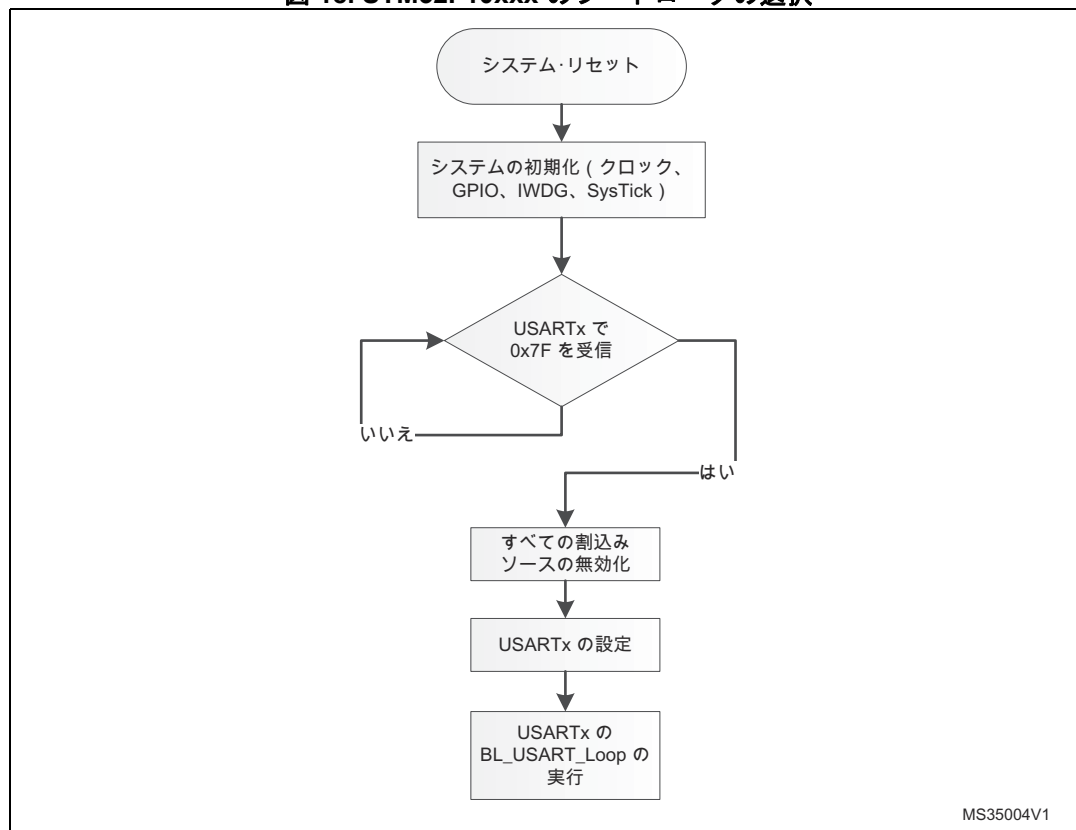 システム･リセット
システムの初期化 ( クロック、
GPIO、IWDG、SysTick )
USARTx で
0x7F を受信
いいえ
はい
すべての割込み
ソースの無効化
USARTx の設定
USARTx の
BL_USART_Loop の
実行
MS35004V1